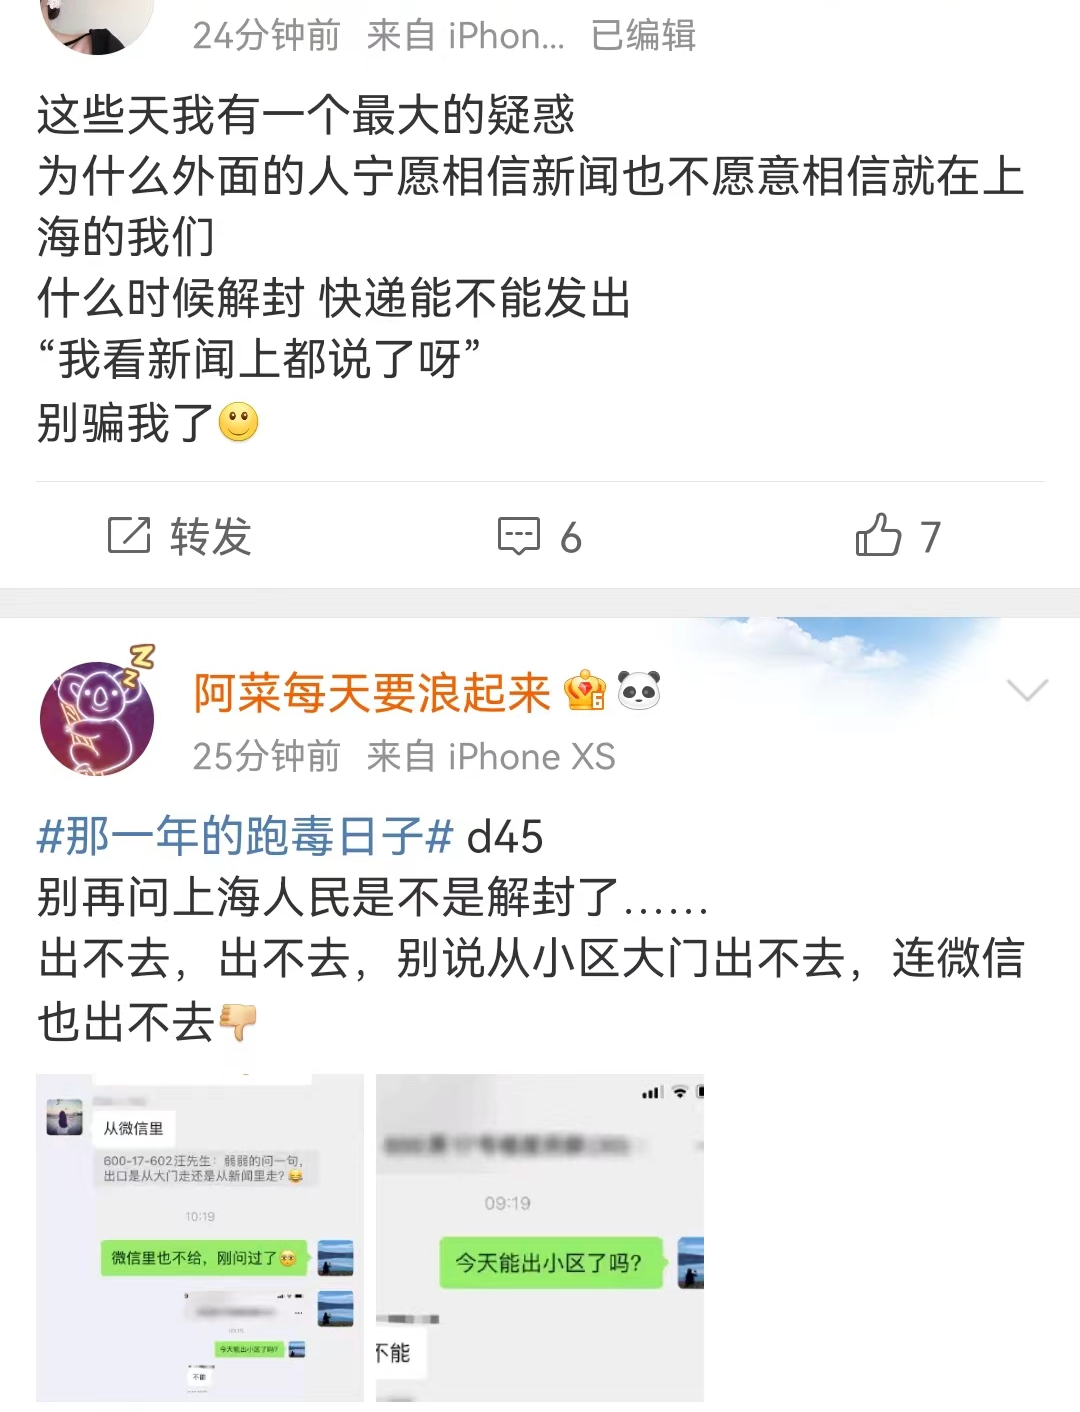 24分钟前 来自 iPhon... 已编辑
这些天我有一个最大的疑惑
为什么外面的人宁愿相信新闻也不愿意相信就在上
海的我们
什么时候解封 快递能不能发出
“我看新闻上都说了呀”
别骗我了
转发 6 7
阿菜每天要浪起来
25分钟前 来自 iPhone XS
#那一年的跑毒日子# d45
别再问上海人民是不是解封了......
出不去，出不去，别说从小区大门出不去，连微信
也出不去
从微信里
600-17-602汪先生：弱弱的问一句，
出口是从大门走还是从新闻里走？
10:19
微信里也不给，刚问过了
今天能出小区了吗？
不能
09:19
今天能出小区了吗？
不能